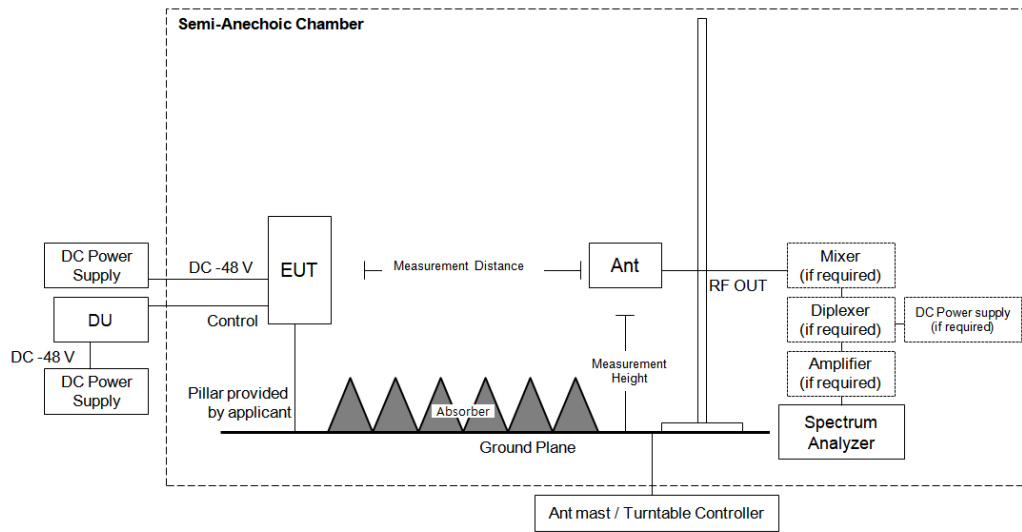 Semi-Anechoic Chamber
DC Power
Supply
DC -48 V
EUT
Measurement Distance
Ant
RF OUT
Mixer
(if required)
DU
Control
Diplexer
(if required)
DC Power supply
(if required)
DC -48 V
DC Power
Supply
Measurement
Height
Amplifier
(if required)
Pillar provided
by applicant
Absorber
Spectrum
Analyzer
Ground Plane
Ant mast / Turntable Controller